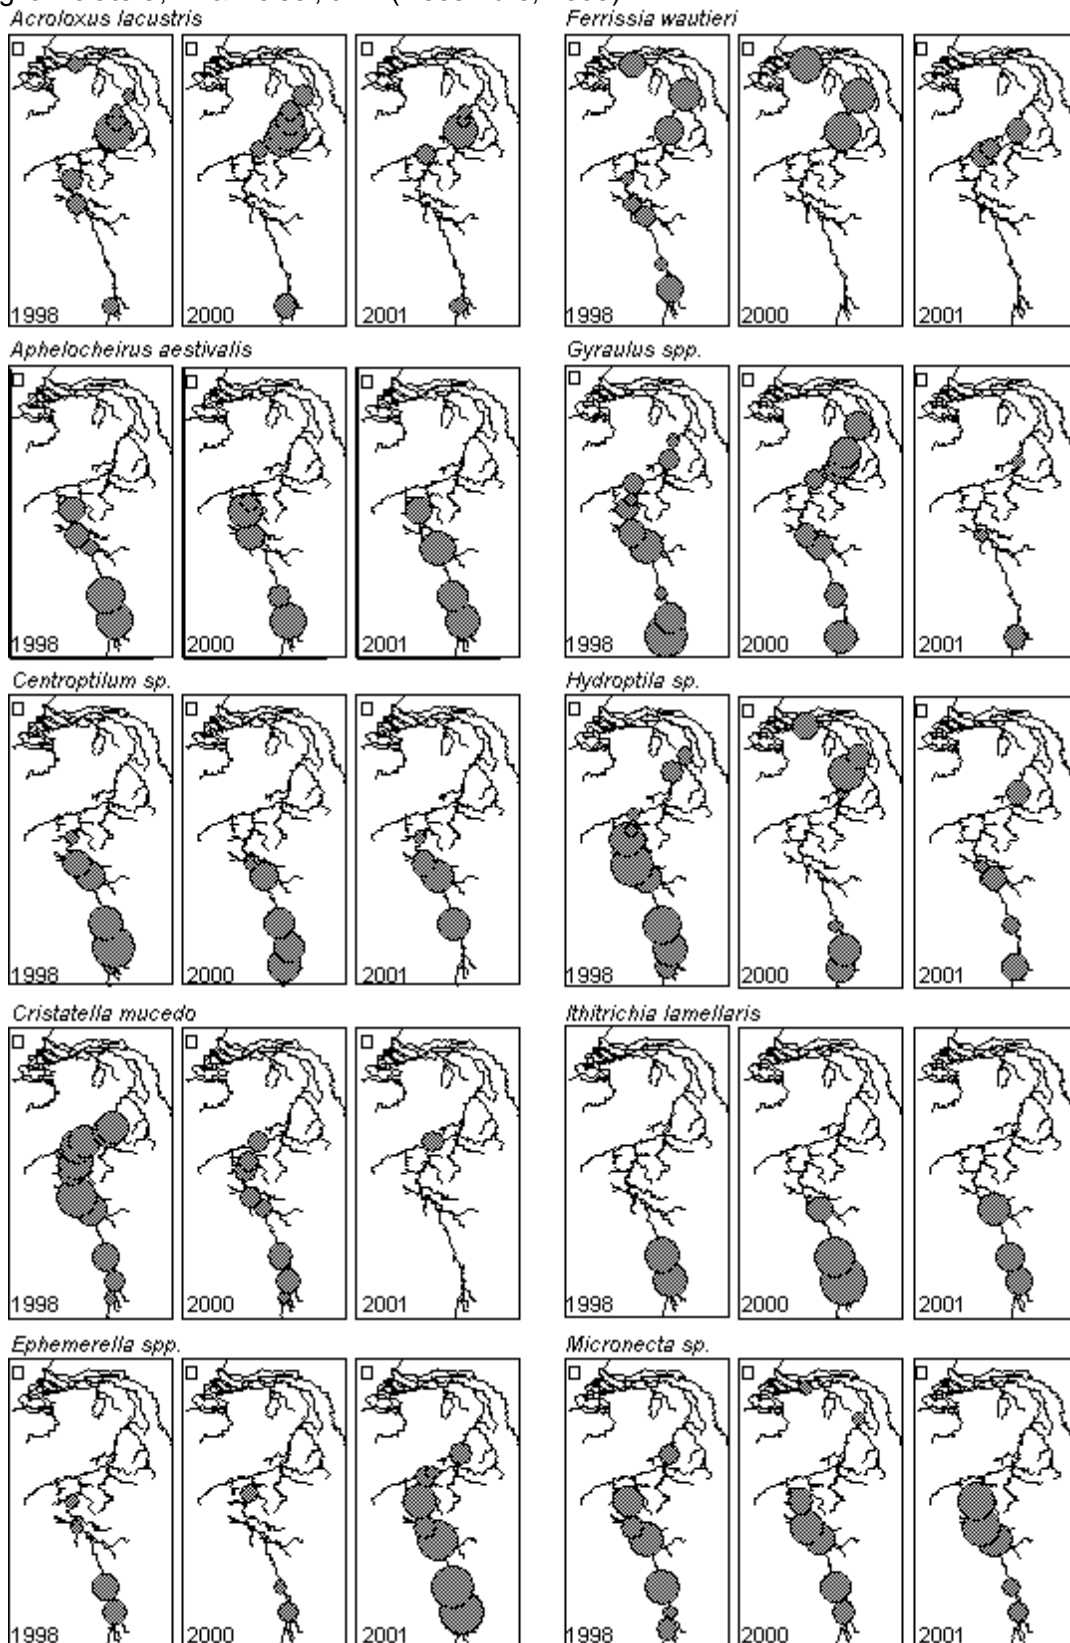 Acroloxus lacustris Ferrissia wautieri
1998 2000 2001 1998 2000 2001
Aphelocheirus aestivalis Gyraulus spp.
1998 2000 2001 1998 2000 2001
Centroptilum sp. Hydroptila sp.
1998 2000 2001 1998 2000 2001
Cristatella mucedo Ithitrichia lamellaris
1998 2000 2001 1998 2000 2001
Ephemerella spp. Micronecta sp.
1998 2000 2001 1998 2000 2001